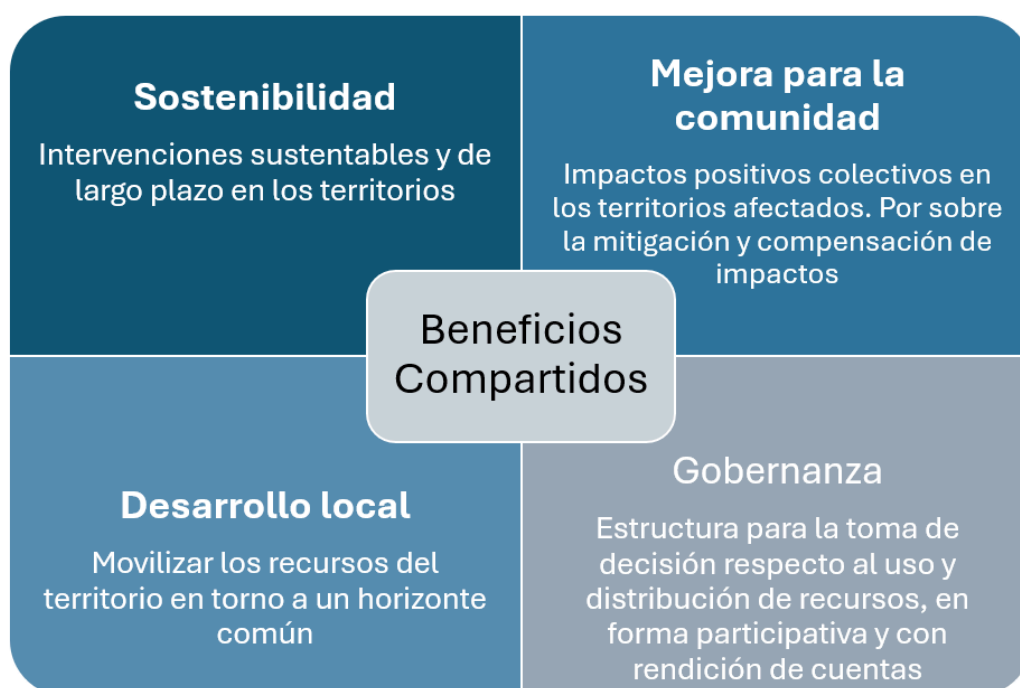 Sostenibilidad
Intervenciones sustentables y de
largo plazo en los territorios
Mejora para la
comunidad
Impactos positivos colectivos en
los territorios afectados. Por sobre
la mitigación y compensación de
impactos
Beneficios
Compartidos
Desarrollo local
Movilizar los recursos del
territorio en torno a un horizonte
común
Gobernanza
Estructura para la toma de
decisión respecto al uso y
distribución de recursos, en
forma participativa y con
rendición de cuentas